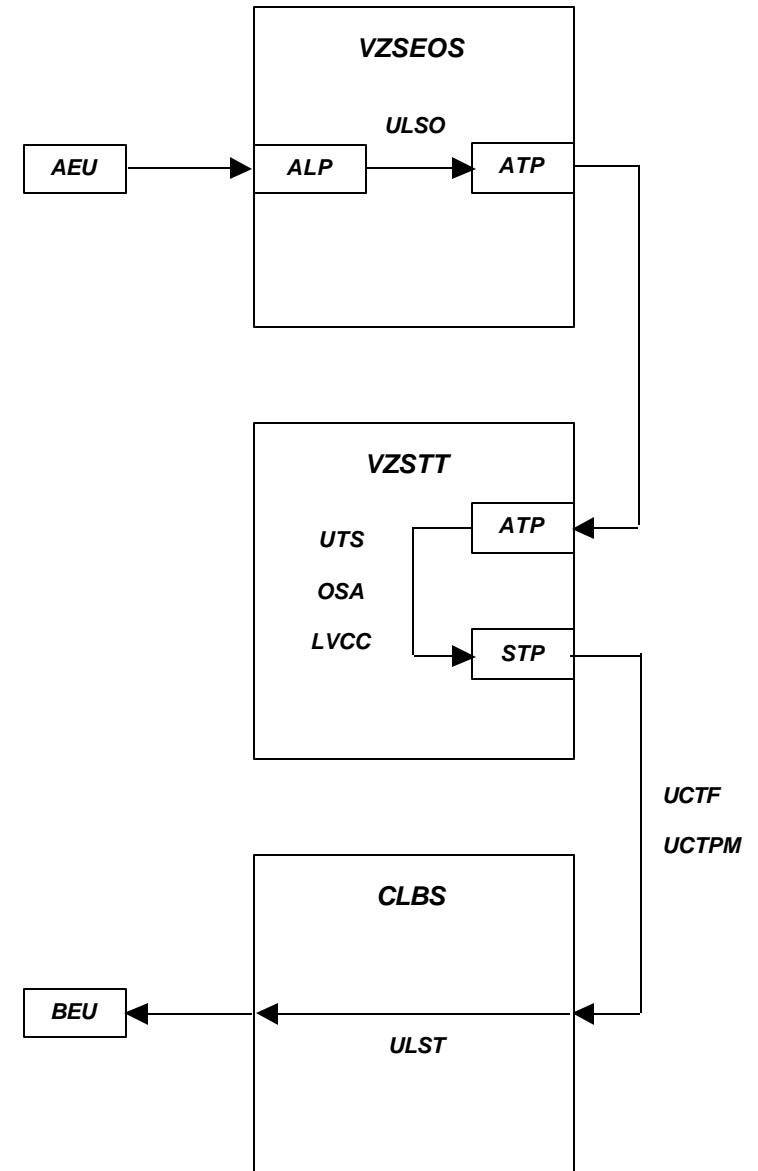 VZSEOS
ULSO
AEU
ALP
ATP
VZSTT
ATP
UTS
OSA
LVCC
STP
UCTF
UCTPM
CLBS
BEU
ULST